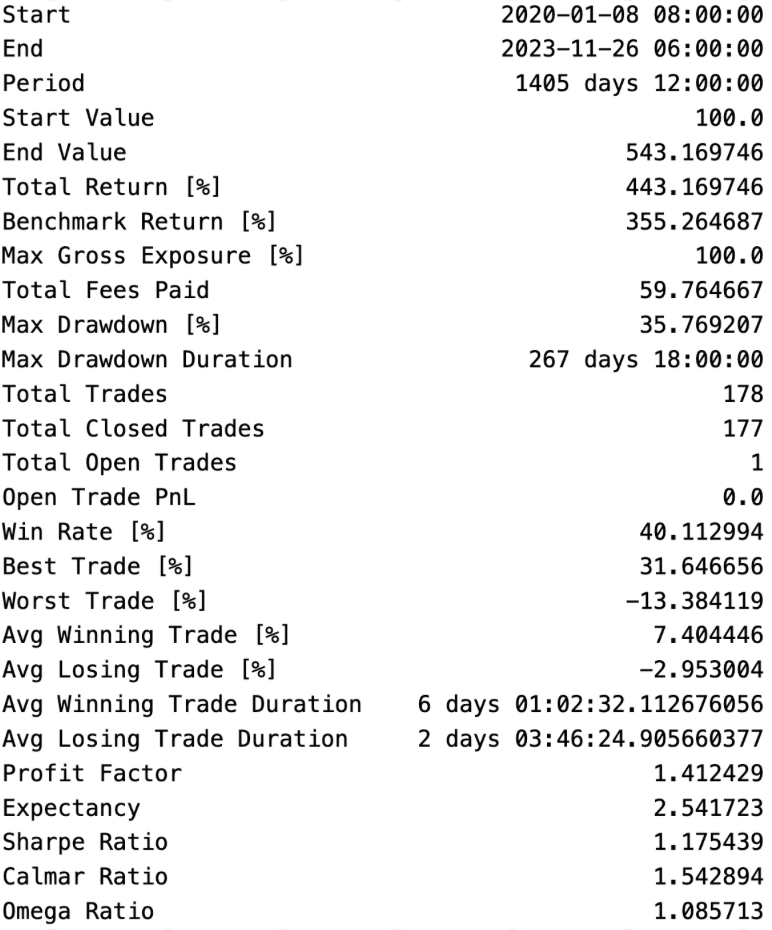 Start 2020-01-08 08:00:00
End 2023-11-26 06:00:00
Period 1405 days 12:00:00
Start Value 100.0
End Value 543.169746
Total Return [%] 443.169746
Benchmark Return [%] 355.264687
Max Gross Exposure [%] 100.0
Total Fees Paid 59.764667
Max Drawdown [%] 35.769207
Max Drawdown Duration 267 days 18:00:00
Total Trades 178
Total Closed Trades 177
Total Open Trades 1
Open Trade PnL 0.0
Win Rate [%] 40.112994
Best Trade [%] 31.646656
Worst Trade [%] -13.384119
Avg Winning Trade [%] 7.404446
Avg Losing Trade [%] -2.953004
Avg Winning Trade Duration 6 days 01:02:32.112676056
Avg Losing Trade Duration 2 days 03:46:24.905660377
Profit Factor 1.412429
Expectancy 2.541723
Sharpe Ratio 1.175439
Calmar Ratio 1.542894
Omega Ratio 1.085713